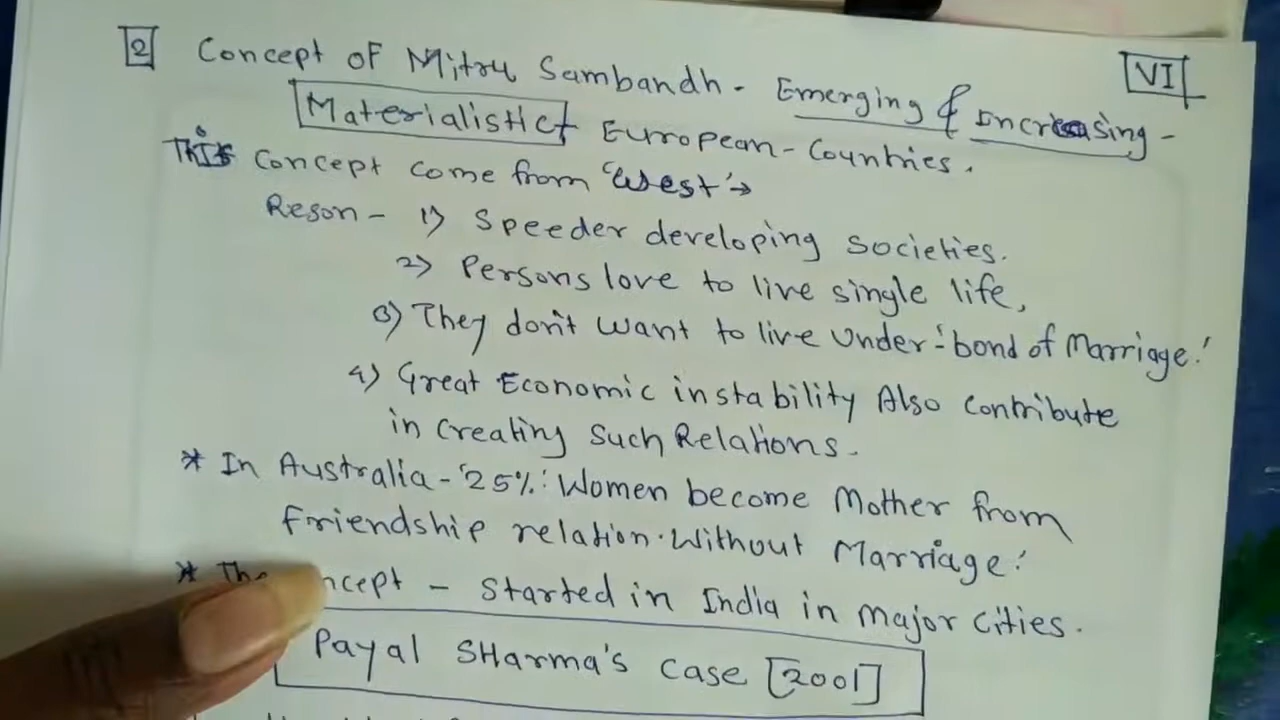 2 Concept of Mitru Sambandh - Emerging & Increasing -
VI
Materialistic European - Countries.
This Concept come from 'West' →
Reson - 1) Speeder developing Societies.
2) Persons love to live single life,
3) They don't want to live under 'bond of Marriage.'
4) Great Economic instability Also Contribute
in Creating Such Relations.
* In Australia - '25%' Women become Mother from
friendship relation. Without Marriage.'
* The ncept - Started in India in Major Cities.
Payal SHarma's Case [2001]